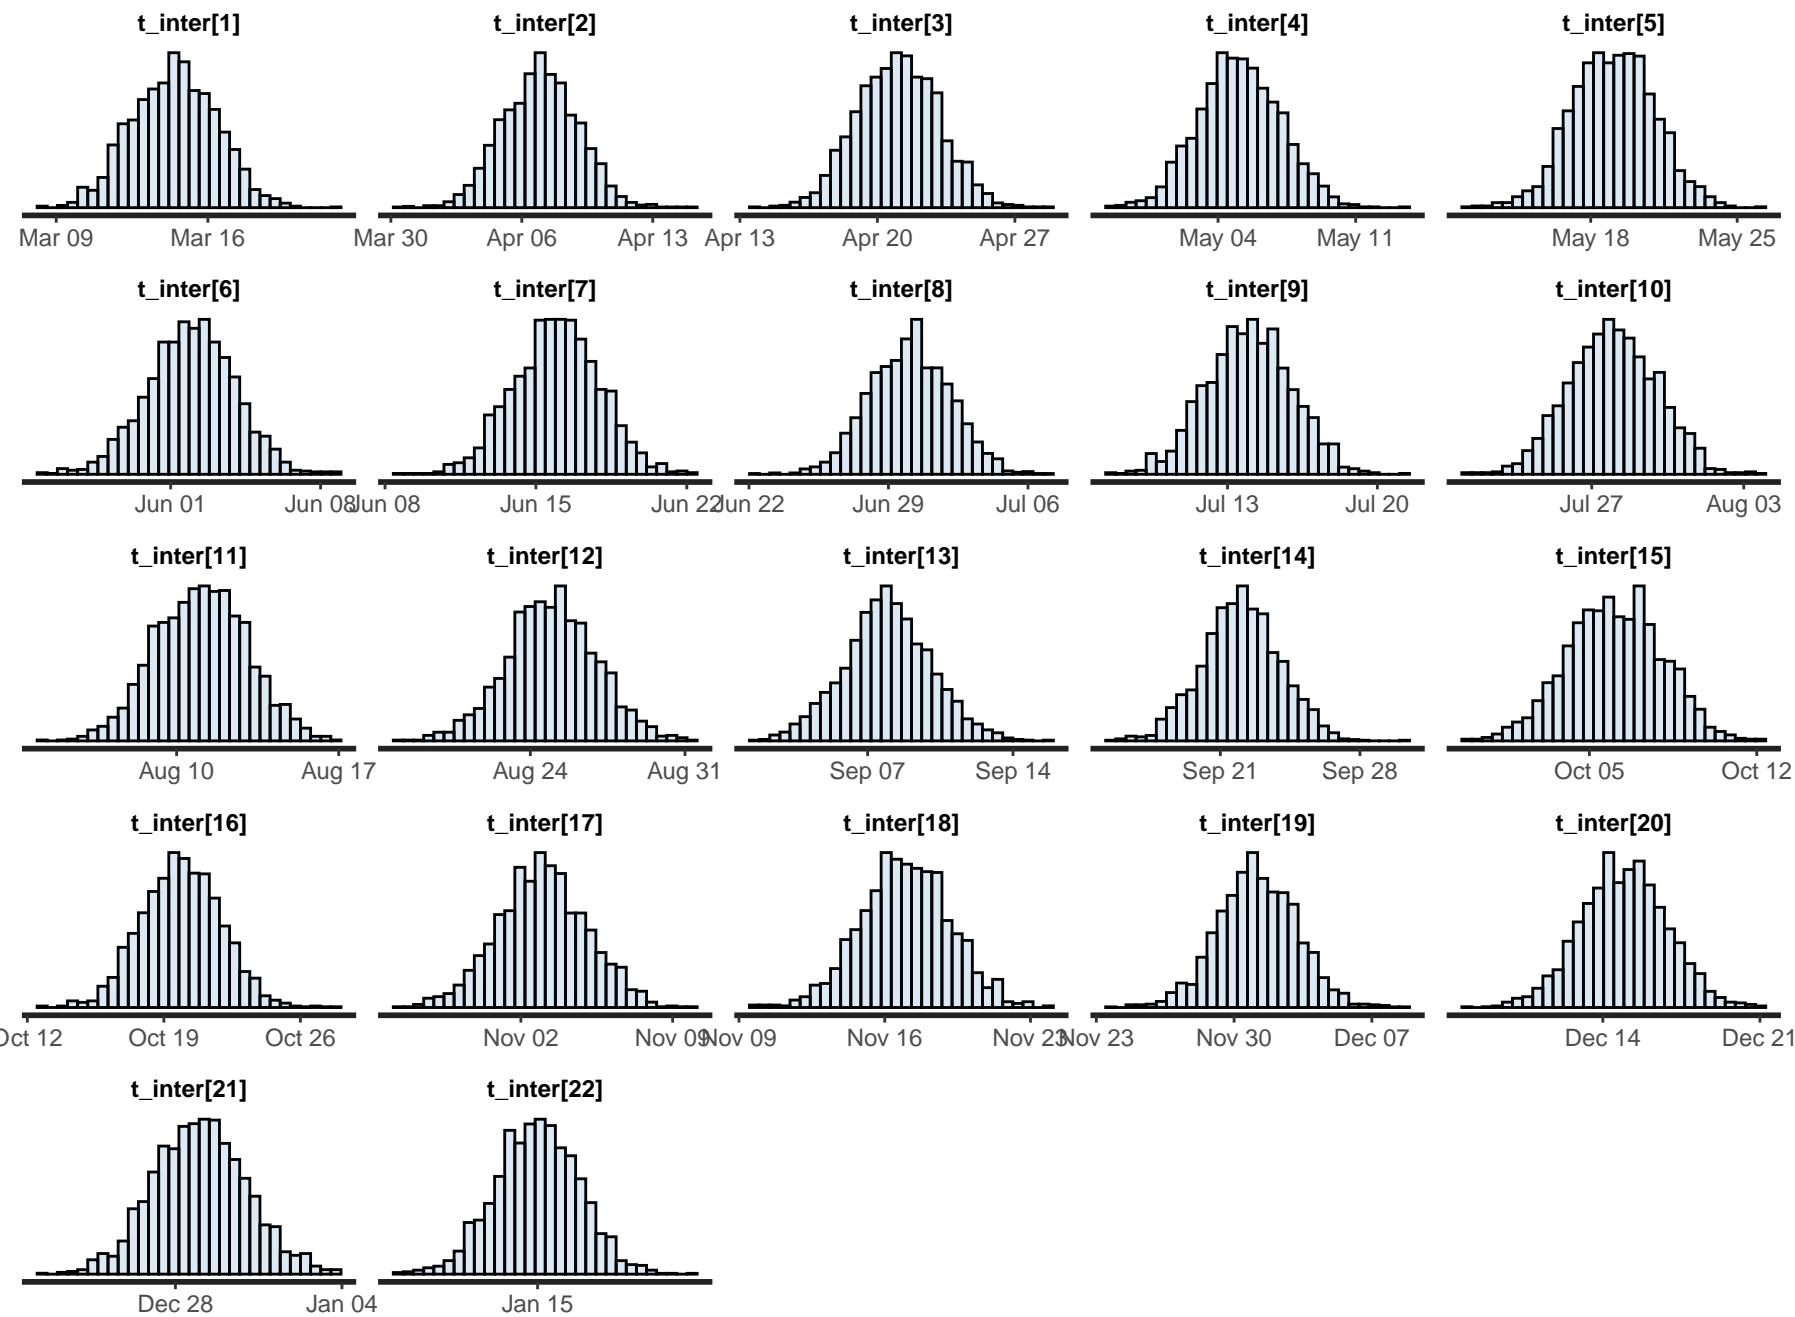 t_inter[1] t_inter[2] t_inter[3] t_inter[4] t_inter[5]
Mar 09 Mar 16 Mar 30 Apr 06 Apr 13 Apr 13 Apr 20 Apr 27 May 04 May 11 May 18 May 25
t_inter[6] t_inter[7] t_inter[8] t_inter[9] t_inter[10]
Jun 01 Jun 08 Jun 08 Jun 15 Jun 22 Jun 22 Jun 29 Jul 06 Jul 13 Jul 20 Jul 27 Aug 03
t_inter[11] t_inter[12] t_inter[13] t_inter[14] t_inter[15]
Aug 10 Aug 17 Aug 24 Aug 31 Sep 07 Sep 14 Sep 21 Sep 28 Oct 05 Oct 12
t_inter[16] t_inter[17] t_inter[18] t_inter[19] t_inter[20]
Oct 12 Oct 19 Oct 26 Nov 02 Nov 09 Nov 09 Nov 16 Nov 23 Nov 23 Nov 30 Dec 07 Dec 14 Dec 21
t_inter[21] t_inter[22]
Dec 28 Jan 04 Jan 15